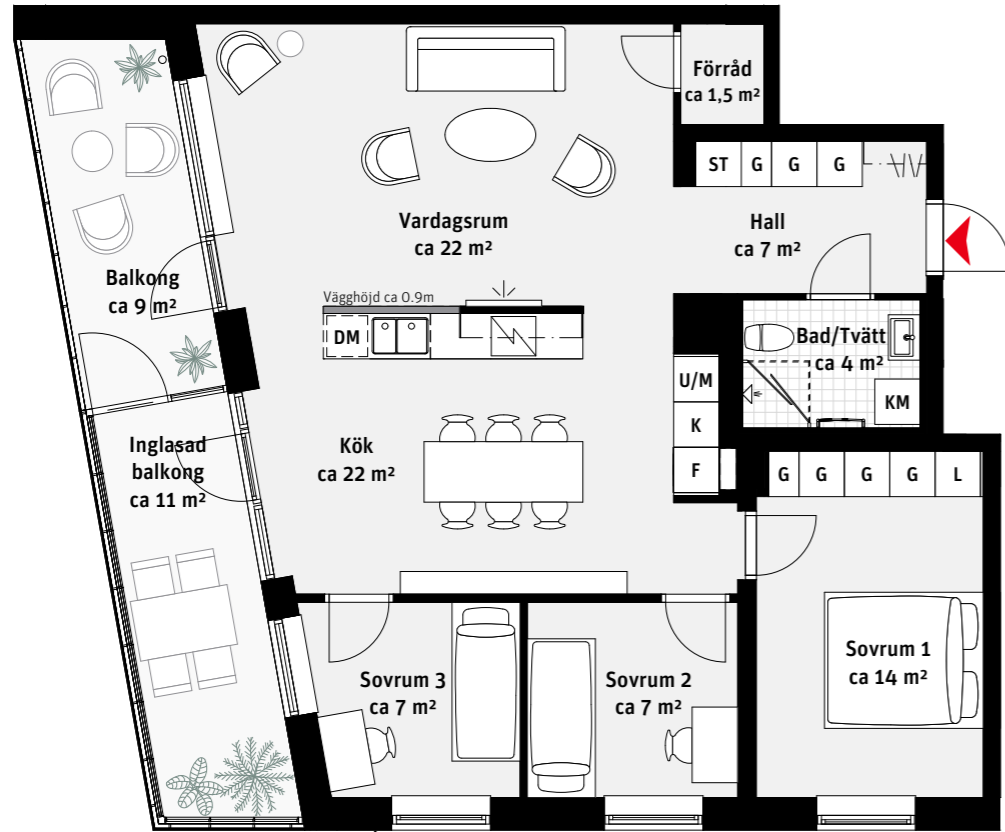 Förråd
ca 1,5 m²
ST
G
G
G
Vardagsrum
ca 22 m²
Hall
ca 7 m²
Balkong
ca 9 m²
Vägghöjd ca 0.9m
DM
Bad/Tvätt
ca 4 m²
KM
U/M
K
F
Inglasad
balkong
ca 11 m²
Kök
ca 22 m²
G
G
G
G
L
Sovrum 1
ca 14 m²
Sovrum 3
ca 7 m²
Sovrum 2
ca 7 m²